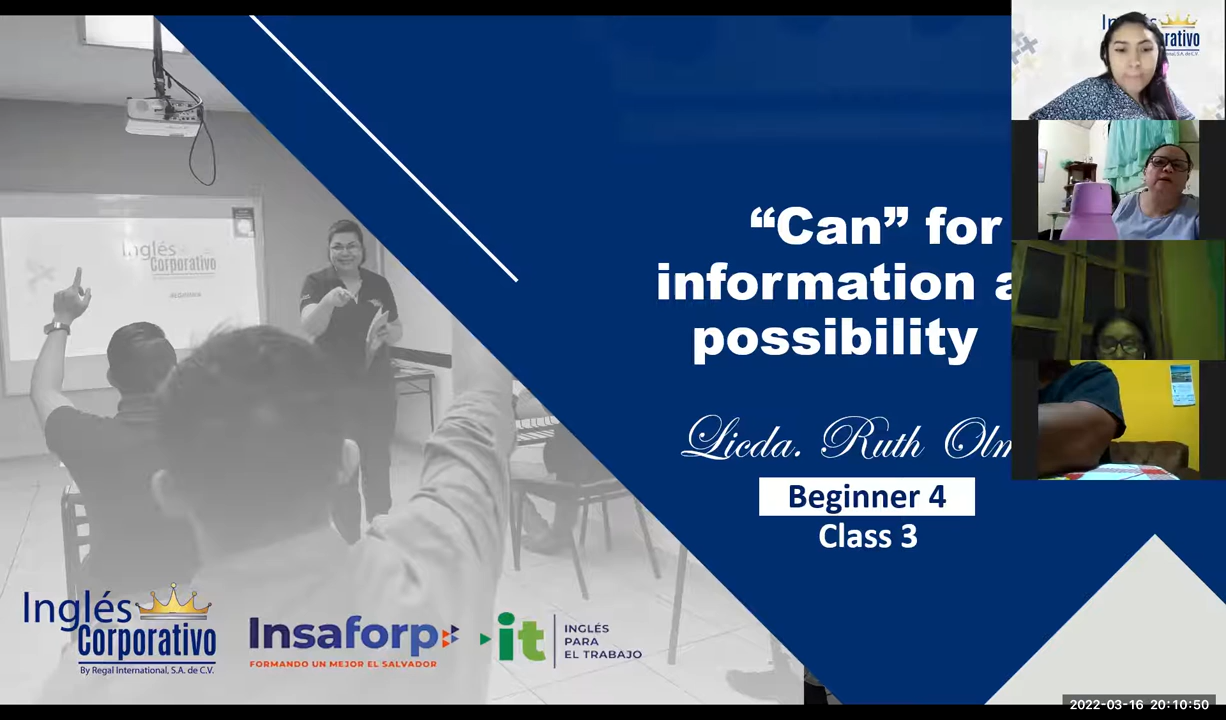 “Can” for
information a
possibility
Licda. Ruth Olm
Beginner 4
Class 3
Inglés
Corporativo
By Regal International, S.A. de C.V.
Insaforp
FORMANDO UN MEJOR EL SALVADOR
it
INGLÉS
PARA
EL TRABAJO
Inglés
Corporativo
2022-03-16 20:10:50